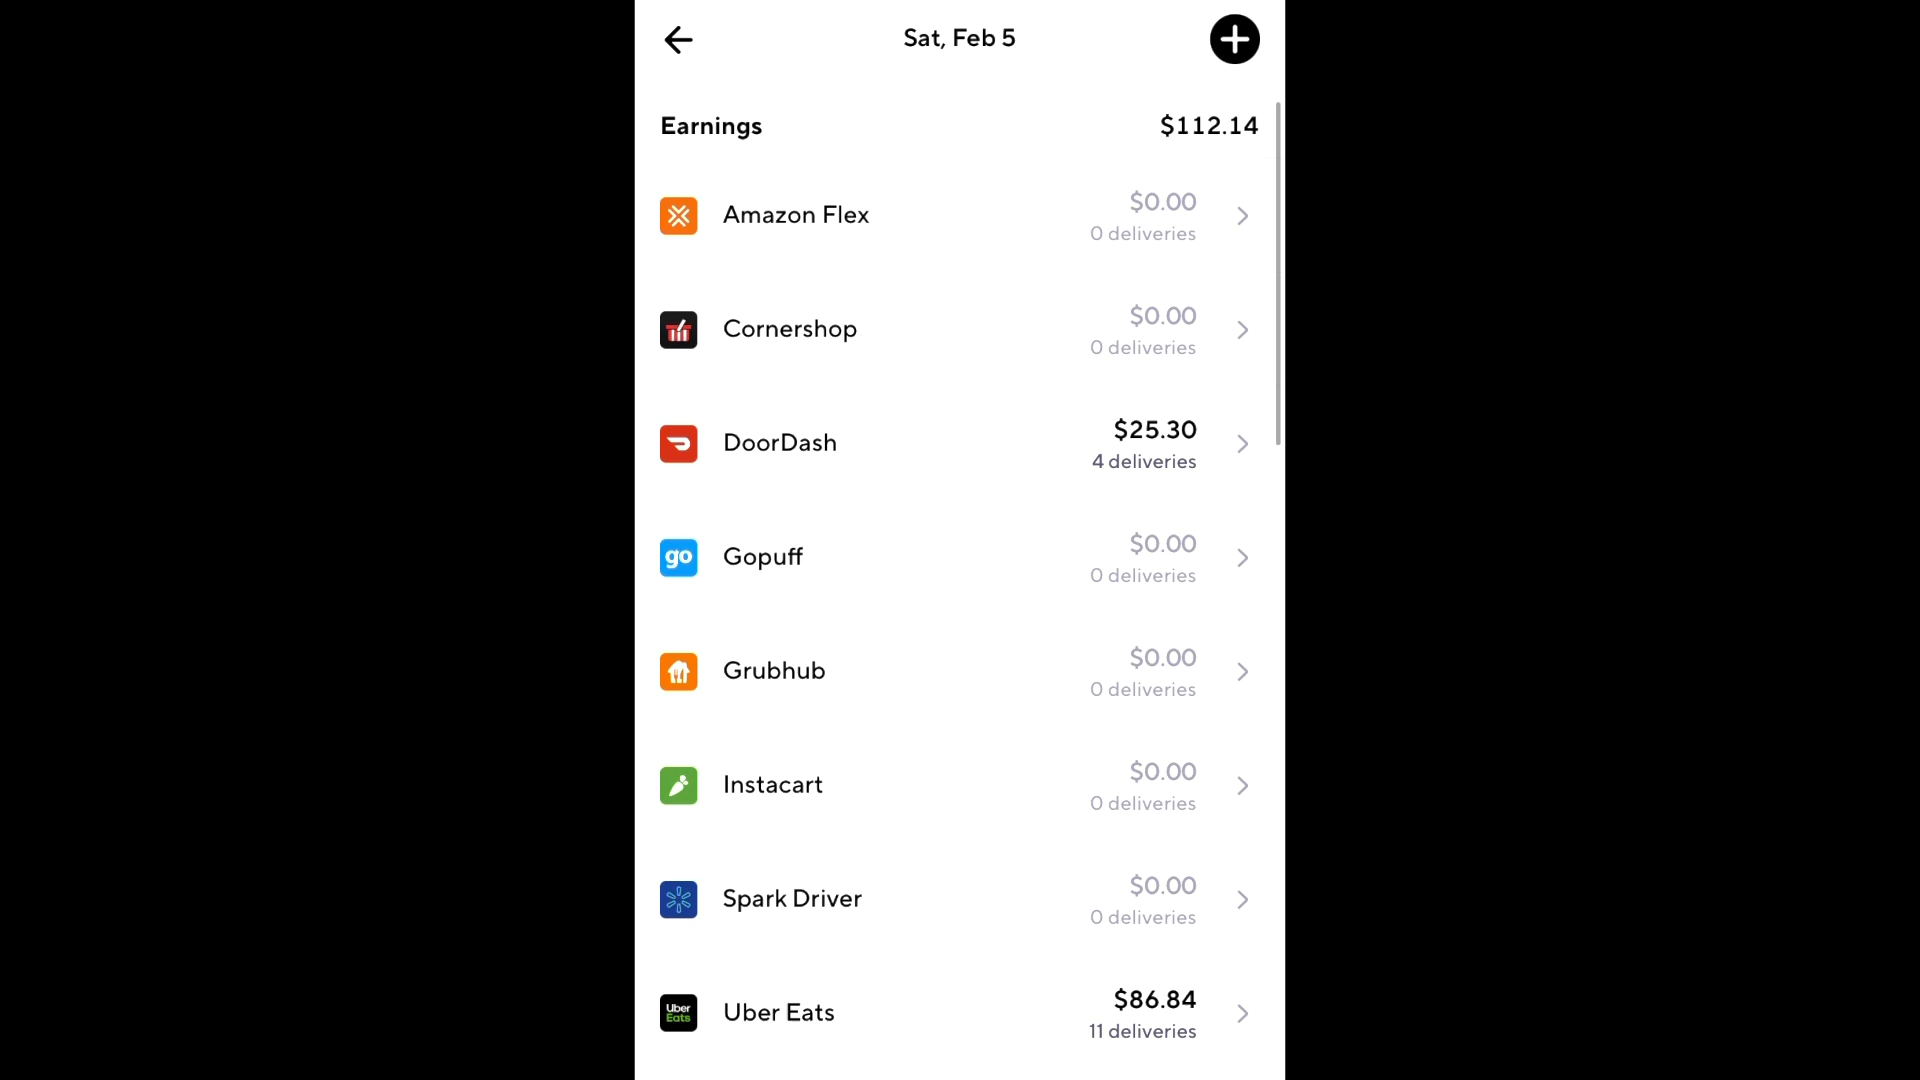 Sat, Feb 5
Earnings $112.14
Amazon Flex $0.00
0 deliveries
Cornershop $0.00
0 deliveries
DoorDash $25.30
4 deliveries
go Gopuff $0.00
0 deliveries
Grubhub $0.00
0 deliveries
Instacart $0.00
0 deliveries
Spark Driver $0.00
0 deliveries
Uber Eats Uber Eats $86.84
11 deliveries